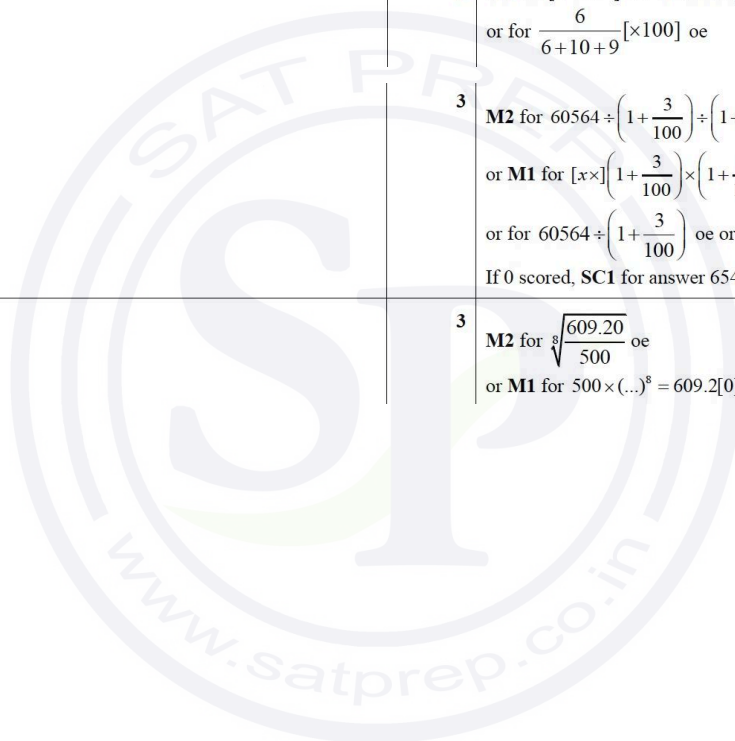 or for 6/(6+10+9) [×100] oe
3
M2 for 60564 ÷ (1 + 3/100) ÷ (1
or M1 for [x×] (1 + 3/100) × (1 +
or for 60564 ÷ (1 + 3/100) oe or
If 0 scored, SC1 for answer 654
3
M2 for ⁸√(609.20/500) oe
or M1 for 500 × (...)⁸ = 609.2[0]
SAT PREP
SP
www.satprep.co.in